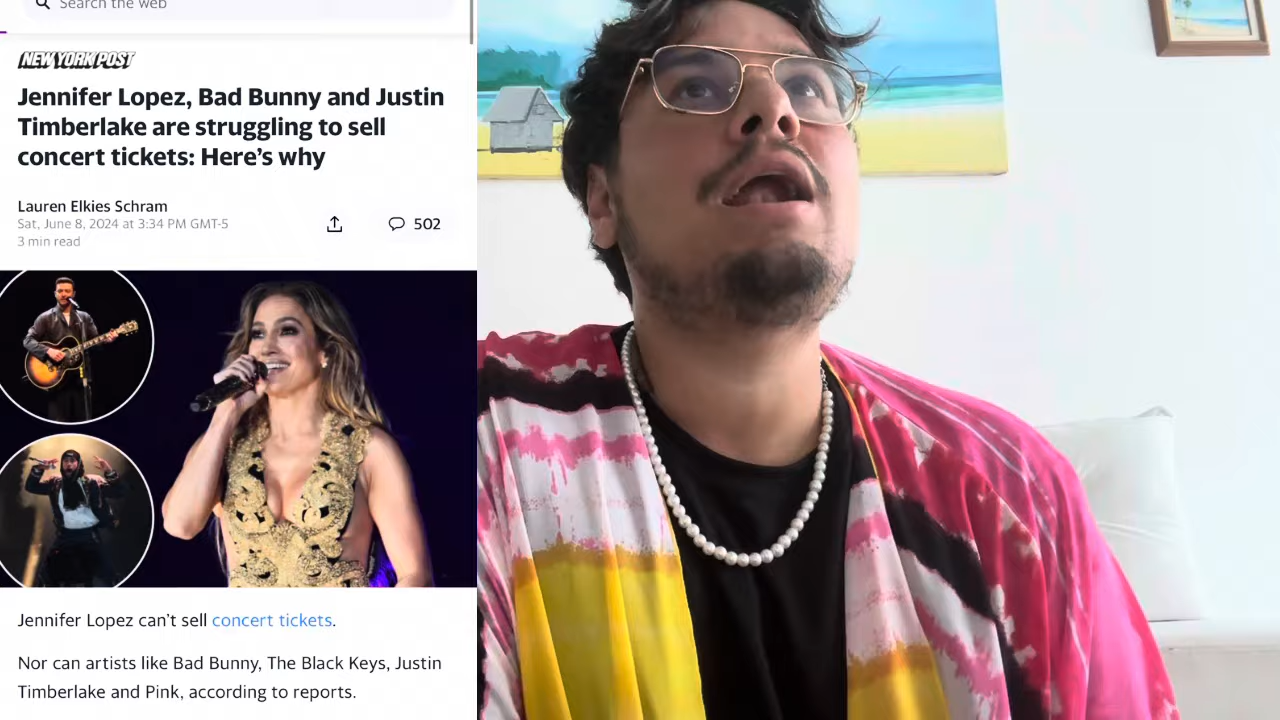 Search the web
NEW YORK POST
Jennifer Lopez, Bad Bunny and Justin
Timberlake are struggling to sell
concert tickets: Here’s why
Lauren Elkies Schram
Sat, June 8, 2024 at 3:34 PM GMT-5
3 min read
502
Jennifer Lopez can’t sell concert tickets.
Nor can artists like Bad Bunny, The Black Keys, Justin
Timberlake and Pink, according to reports.